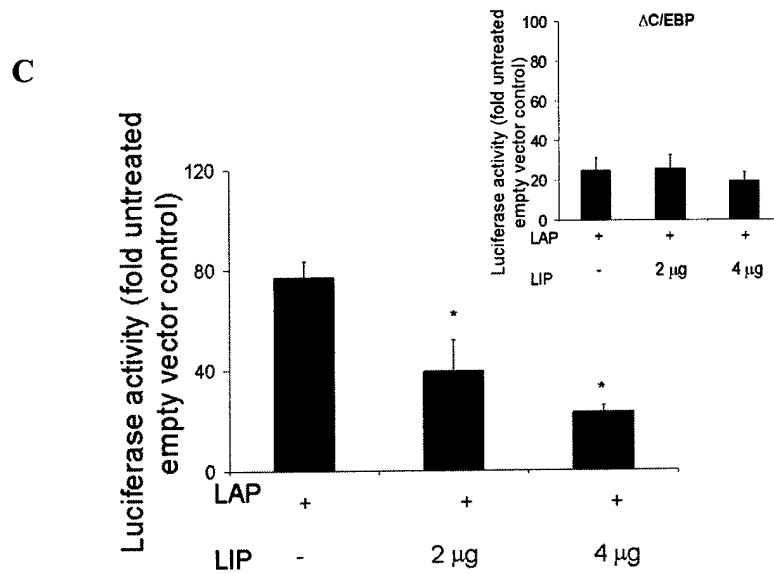 C
Luciferase activity (fold untreated
empty vector control)
120
80
40
0
*
*
LAP + + +
LIP - 2 µg 4 µg
ΔC/EBP
Luciferase activity (fold untreated
empty vector control)
100
80
60
40
20
0
LAP + + +
LIP - 2 µg 4 µg